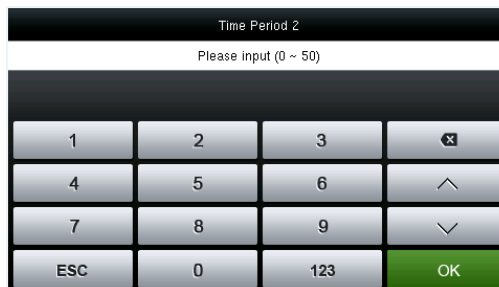 Time Period 2
Please input (0 ~ 50)
1 2 3
4 5 6
7 8 9
ESC 0 123 OK